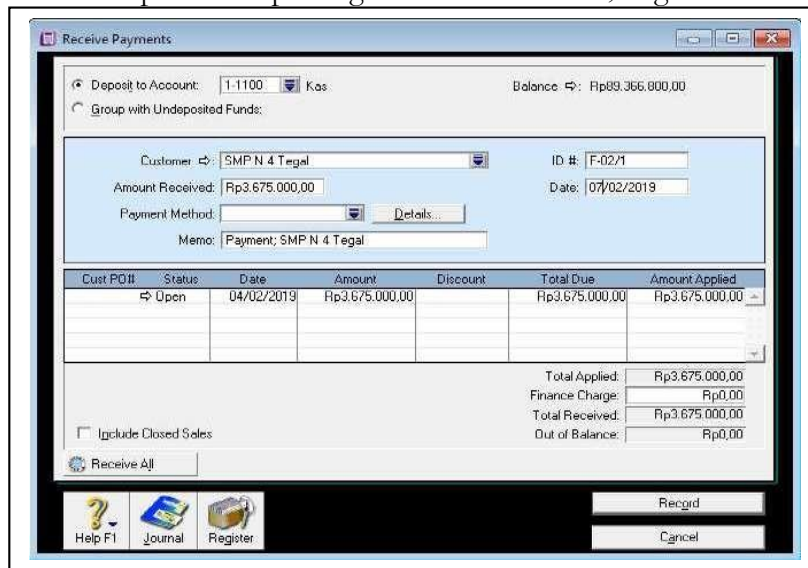 Receive Payments
Deposit to Account: 1-1100 Kas Balance ⇨: Rp89.366.800,00
Group with Undeposited Funds:
Customer ⇨: SMP N 4 Tegal ID #: F-02/1
Amount Received: Rp3.675.000,00 Date: 07/02/2019
Payment Method: Details...
Memo: Payment; SMP N 4 Tegal
Cust PO# Status Date Amount Discount Total Due Amount Applied
⇨ Open 04/02/2019 Rp3.675.000,00 Rp3.675.000,00 Rp3.675.000,00
Total Applied: Rp3.675.000,00
Finance Charge: Rp0,00
Total Received: Rp3.675.000,00
Include Closed Sales Out of Balance: Rp0,00
Receive All
Help F1 Journal Register Record
Cancel